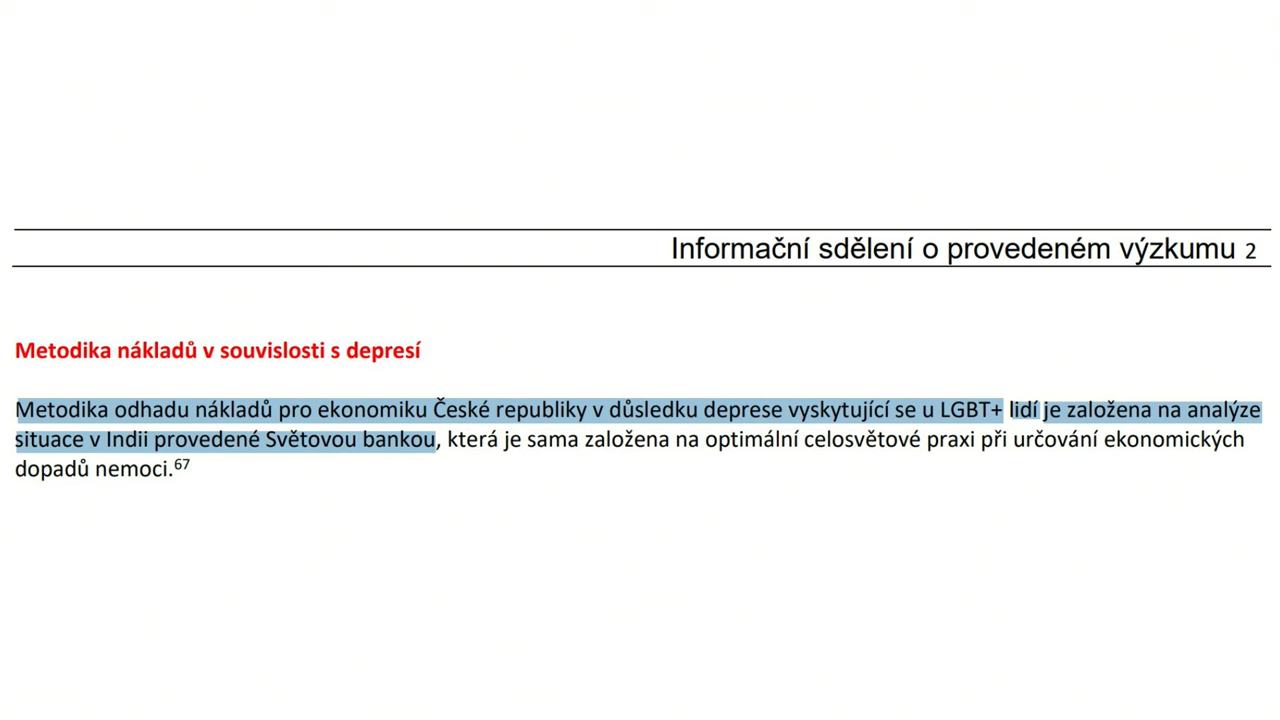 Informační sdělení o provedeném výzkumu 2
Metodika nákladů v souvislosti s depresí
Metodika odhadu nákladů pro ekonomiku České republiky v důsledku deprese vyskytující se u LGBT+ lidí je založena na analýze
situace v Indii provedené Světovou bankou, která je sama založena na optimální celosvětové praxi při určování ekonomických
dopadů nemoci.⁶⁷